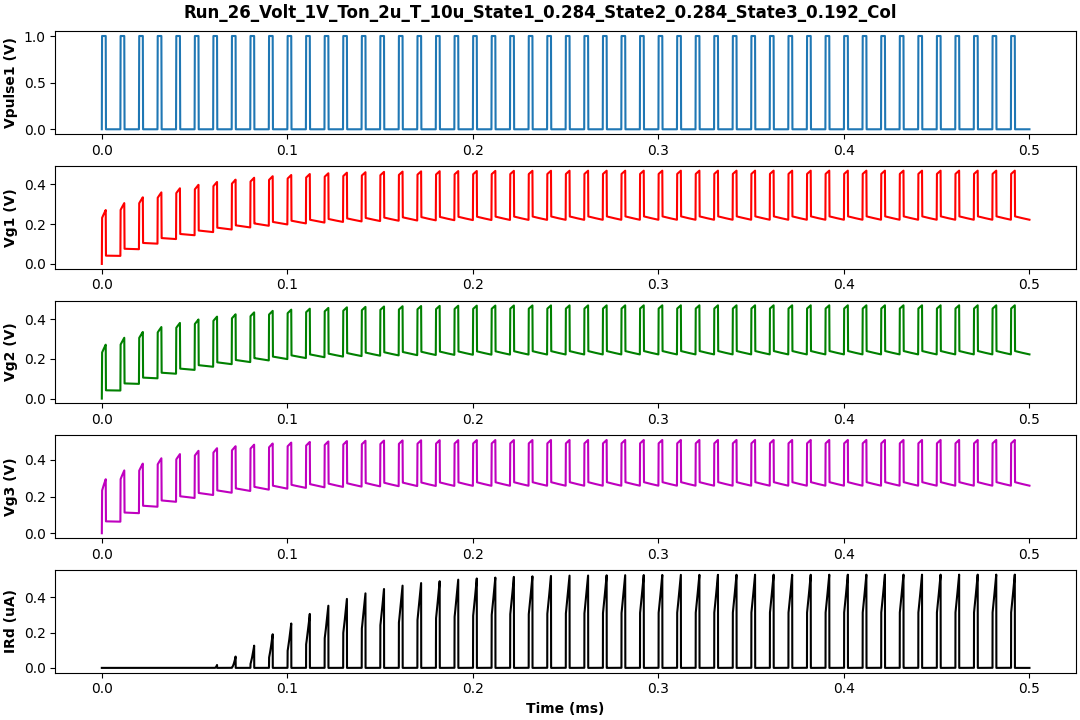 Run_26_Volt_1V_Ton_2u_T_10u_State1_0.284_State2_0.284_State3_0.192_Col
Vpulse1 (V)
1.0
0.5
0.0
0.0 0.1 0.2 0.3 0.4 0.5
Vg1 (V)
0.4
0.2
0.0
0.0 0.1 0.2 0.3 0.4 0.5
Vg2 (V)
0.4
0.2
0.0
0.0 0.1 0.2 0.3 0.4 0.5
Vg3 (V)
0.4
0.2
0.0
0.0 0.1 0.2 0.3 0.4 0.5
IRd (uA)
0.4
0.2
0.0
0.0 0.1 0.2 0.3 0.4 0.5
Time (ms)